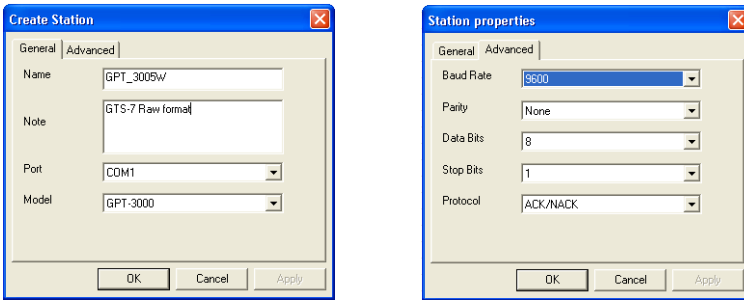 Create Station
General Advanced
Name GPT_3005W
Note GTS-7 Raw format
Port COM1
Model GPT-3000
OK Cancel Apply
Station properties
General Advanced
Baud Rate 9600
Parity None
Data Bits 8
Stop Bits 1
Protocol ACK/NACK
OK Cancel Apply